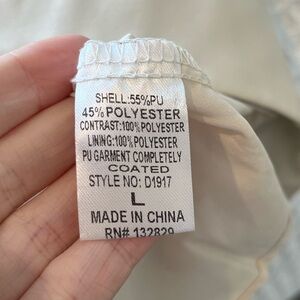 SHELL:55%PU
45% POLYESTER
CONTRAST:100% POLYESTER
LINING:100% POLYESTER
PU GARMENT COMPLETELY
COATED
STYLE NO: D1917
L
MADE IN CHINA
RN# 132829